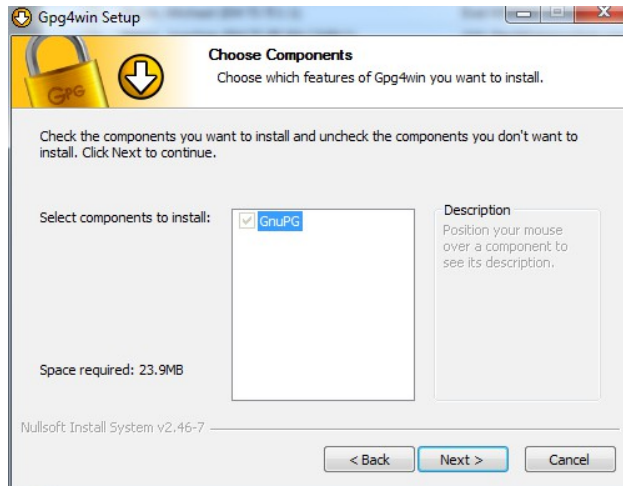 Gpg4win Setup
Choose Components
Choose which features of Gpg4win you want to install.
GPG
Check the components you want to install and uncheck the components you don't want to
install. Click Next to continue.
Select components to install:
GnuPG
Description
Position your mouse
over a component to
see its description.
Space required: 23.9MB
Nullsoft Install System v2.46-7
< Back
Next >
Cancel